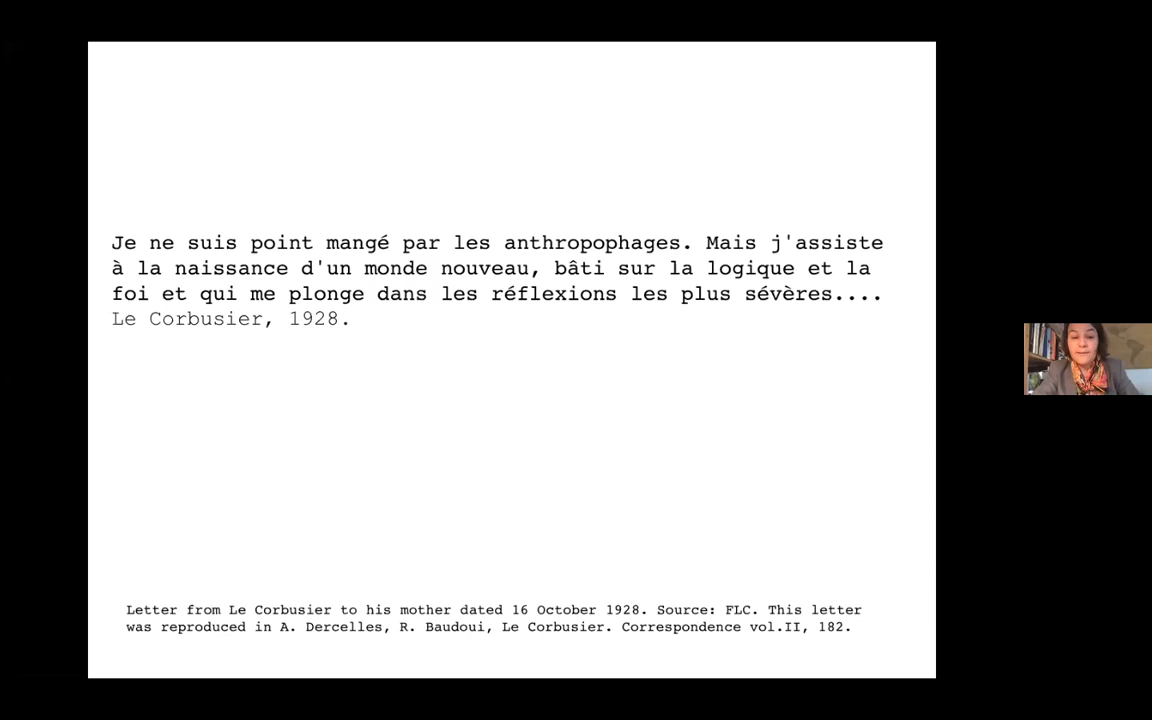 Je ne suis point mangé par les anthropophages. Mais j'assiste
à la naissance d'un monde nouveau, bâti sur la logique et la
foi et qui me plonge dans les réflexions les plus sévères....
Le Corbusier, 1928.
Letter from Le Corbusier to his mother dated 16 October 1928. Source: FLC. This letter
was reproduced in A. Dercelles, R. Baudoui, Le Corbusier. Correspondence vol.II, 182.